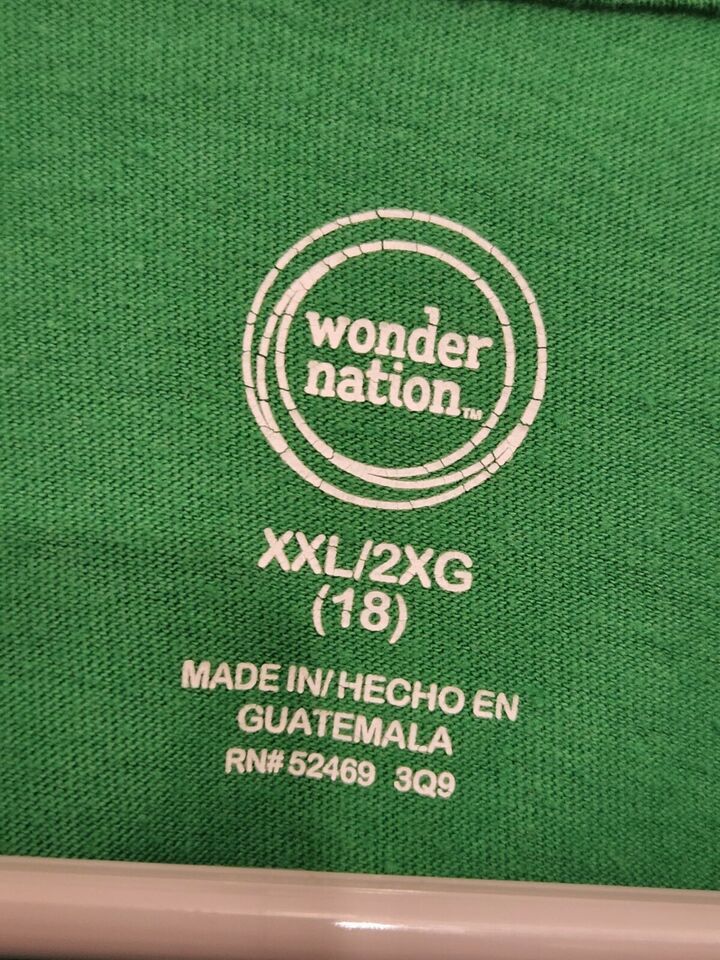 wonder
nation™
XXL/2XG
(18)
MADE IN/HECHO EN
GUATEMALA
RN# 52469 3Q9